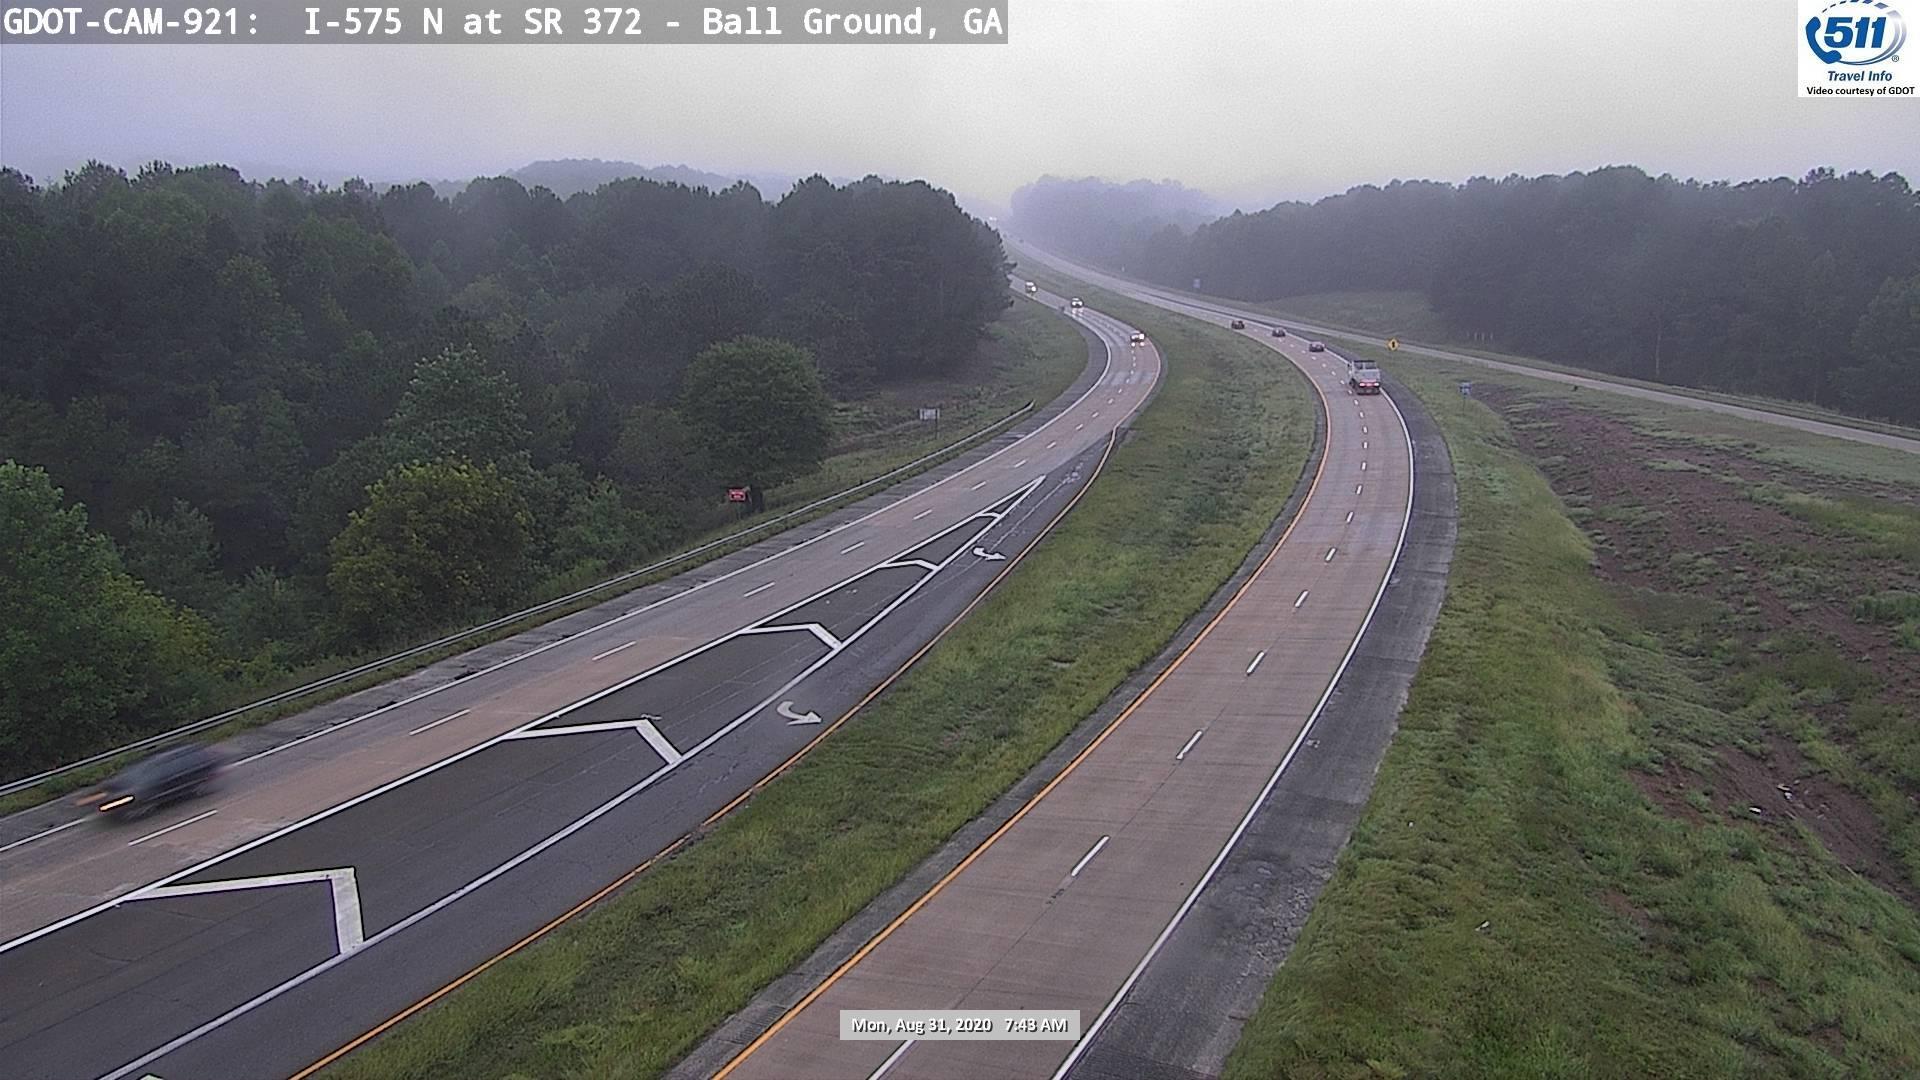 GDOT-CAM-921: I-575 N at SR 372 - Ball Ground, GA
511
Travel Info
Video courtesy of GDOT
Mon, Aug 31, 2020 7:43 AM